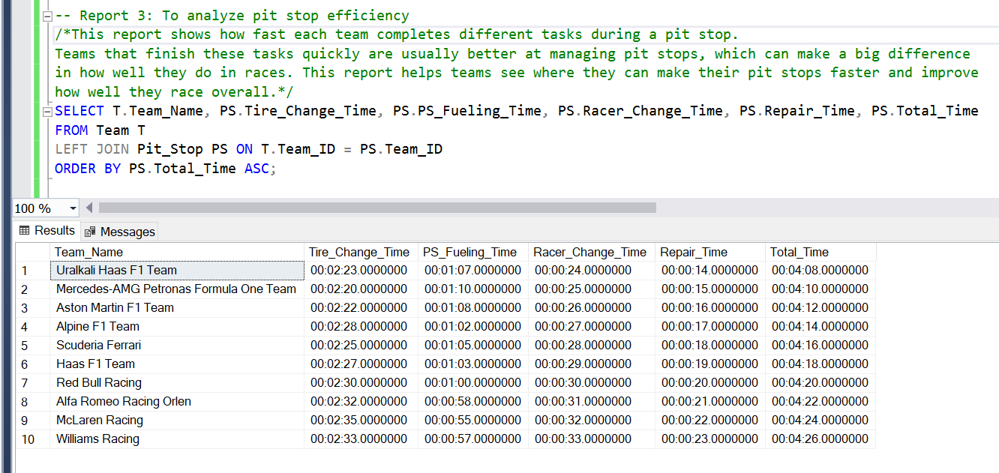 -- Report 3: To analyze pit stop efficiency
/*This report shows how fast each team completes different tasks during a pit stop.
Teams that finish these tasks quickly are usually better at managing pit stops, which can make a big difference
in how well they do in races. This report helps teams see where they can make their pit stops faster and improve
how well they race overall.*/
SELECT T.Team_Name, PS.Tire_Change_Time, PS.PS_Fueling_Time, PS.Racer_Change_Time, PS.Repair_Time, PS.Total_Time
FROM Team T
LEFT JOIN Pit_Stop PS ON T.Team_ID = PS.Team_ID
ORDER BY PS.Total_Time ASC;
100 %
Results Messages
Team_Name Tire_Change_Time PS_Fueling_Time Racer_Change_Time Repair_Time Total_Time
1 Uralkali Haas F1 Team 00:02:23.0000000 00:01:07.0000000 00:00:24.0000000 00:00:14.0000000 00:04:08.0000000
2 Mercedes-AMG Petronas Formula One Team 00:02:20.0000000 00:01:10.0000000 00:00:25.0000000 00:00:15.0000000 00:04:10.0000000
3 Aston Martin F1 Team 00:02:22.0000000 00:01:08.0000000 00:00:26.0000000 00:00:16.0000000 00:04:12.0000000
4 Alpine F1 Team 00:02:28.0000000 00:01:02.0000000 00:00:27.0000000 00:00:17.0000000 00:04:14.0000000
5 Scuderia Ferrari 00:02:25.0000000 00:01:05.0000000 00:00:28.0000000 00:00:18.0000000 00:04:16.0000000
6 Haas F1 Team 00:02:27.0000000 00:01:03.0000000 00:00:29.0000000 00:00:19.0000000 00:04:18.0000000
7 Red Bull Racing 00:02:30.0000000 00:01:00.0000000 00:00:30.0000000 00:00:20.0000000 00:04:20.0000000
8 Alfa Romeo Racing Orlen 00:02:32.0000000 00:00:58.0000000 00:00:31.0000000 00:00:21.0000000 00:04:22.0000000
9 McLaren Racing 00:02:35.0000000 00:00:55.0000000 00:00:32.0000000 00:00:22.0000000 00:04:24.0000000
10 Williams Racing 00:02:33.0000000 00:00:57.0000000 00:00:33.0000000 00:00:23.0000000 00:04:26.0000000